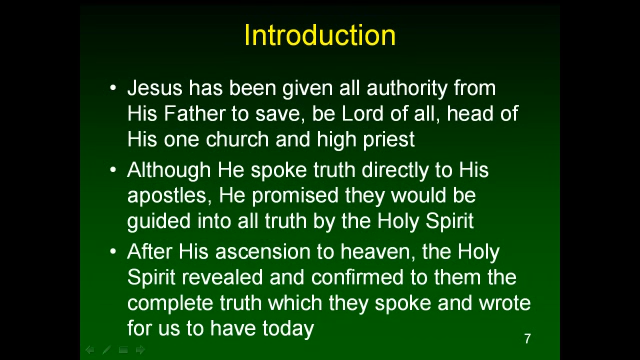 Introduction
• Jesus has been given all authority from
His Father to save, be Lord of all, head of
His one church and high priest
• Although He spoke truth directly to His
apostles, He promised they would be
guided into all truth by the Holy Spirit
• After His ascension to heaven, the Holy
Spirit revealed and confirmed to them the
complete truth which they spoke and wrote
for us to have today
7